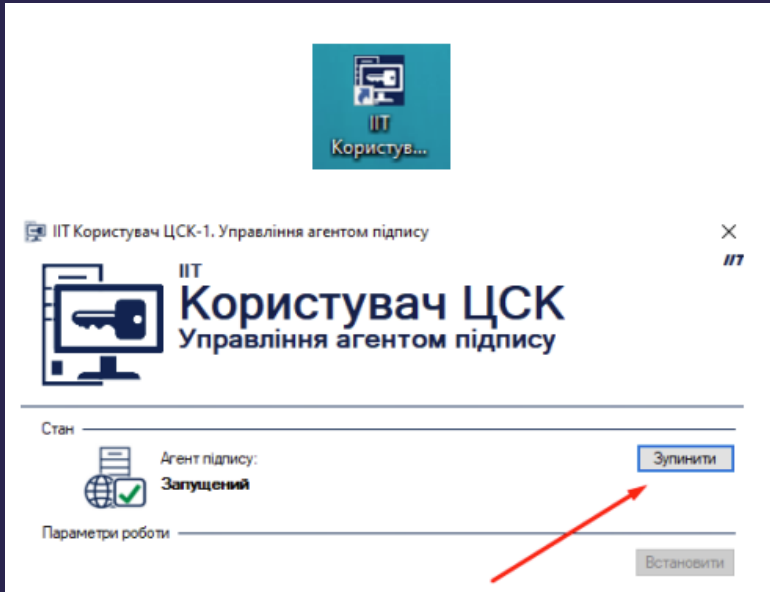 ІІТ
Користув...
ІІТ Користувач ЦСК-1. Управління агентом підпису
ІІТ
ІІТ
Користувач ЦСК
Управління агентом підпису
Стан
Агент підпису:
Зупинити
Запущений
Параметри роботи
Встановити